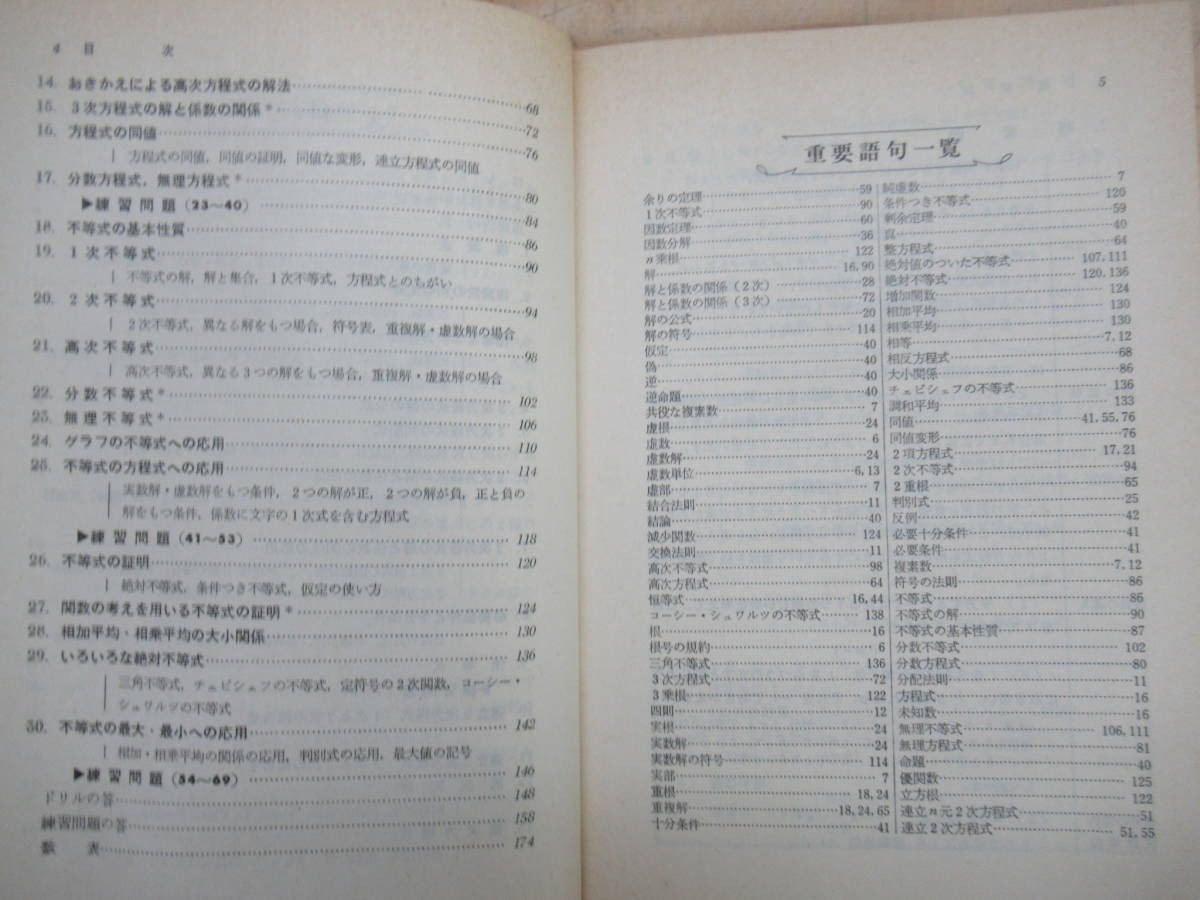 4 目 次
14. おきかえによる高次方程式の解法……68
15. 3次方程式の解と係数の関係*……72
16. 方程式の同値……76
方程式の同値，同値の証明，同値な変形，連立方程式の同値
17. 分数方程式，無理方程式*……80
▶練習問題（23〜40）……84
18. 不等式の基本性質……86
19. 1次不等式……90
不等式の解，解と集合，1次不等式，方程式とのちがい
20. 2次不等式……94
2次不等式，異なる解をもつ場合，符号表，重複解・虚数解の場合
21. 高次不等式……98
高次不等式，異なる3つの解をもつ場合，重複解・虚数解の場合
22. 分数不等式*……102
23. 無理不等式*……106
24. グラフの不等式への応用……110
25. 不等式の方程式への応用……114
実数解・虚数解をもつ条件，2つの解が正，2つの解が負，正と負の
解をもつ条件，係数に文字の1次式を含む方程式
▶練習問題（41〜53）……118
26. 不等式の証明……120
絶対不等式，条件つき不等式，仮定の使い方
27. 関数の考えを用いる不等式の証明*……124
28. 相加平均・相乗平均の大小関係……130
29. いろいろな絶対不等式……136
三角不等式，チェビシェフの不等式，定符号の2次関数，コーシー・
シュワルツの不等式
30. 不等式の最大・最小への応用……142
相加・相乗平均の関係の応用，判別式の応用，最大値の記号
▶練習問題（54〜69）……146
ドリルの答……148
練習問題の答……158
数 表……174
5
重要語句一覧
余りの定理……59
1次不等式……90
因数定理……60
因数分解……36
n乗根……122
解……16,90
解と係数の関係（2次）……28
解と係数の関係（3次）……72
解の公式……20
解の符号……114
仮定……40
偽……40
逆……40
逆命題……40
共役な複素数……7
虚根……24
虚数……6
虚数解……24
虚数単位……6,13
虚部……7
結合法則……11
結論……40
減少関数……124
交換法則……11
高次不等式……98
高次方程式……64
恒等式……16,44
コーシー・シュワルツの不等式……138
根……16
根号の規約……6
三角不等式……136
3次方程式……72
3乗根……122
四則……12
実根……24
実数解……24
実数解の符号……114
実部……7
重根……18,24
重複解……18,24,65
十分条件……41
純虚数……7
条件つき不等式……120
剰余定理……59
真……40
整方程式……64
絶対値のついた不等式……107,111
絶対不等式……120,136
増加関数……124
相加平均……130
相乗平均……130
相等……7,12
相反方程式……68
大小関係……86
チェビシェフの不等式……136
調和平均……133
同値……41,55,76
同値変形……76
2項方程式……17,21
2次不等式……94
2重根……65
判別式……25
反例……42
必要十分条件……41
必要条件……41
複素数……7,12
符号の法則……86
不等式……86
不等式の解……90
不等式の基本性質……87
分数不等式……102
分数方程式……80
分配法則……11
方程式……16
未知数……16
無理不等式……106,111
無理方程式……81
命題……40
優関数……125
立方根……122
連立n元2次方程式……51
連立2次方程式……51,55